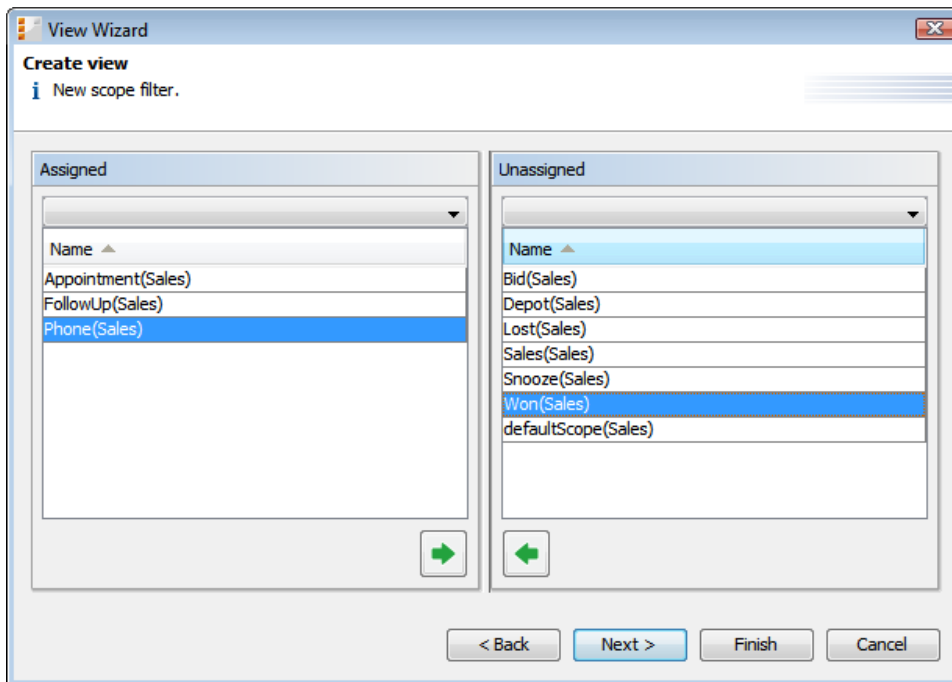 View Wizard
Create view
New scope filter.
Assigned
Name
Appointment(Sales)
FollowUp(Sales)
Phone(Sales)
Unassigned
Name
Bid(Sales)
Depot(Sales)
Lost(Sales)
Sales(Sales)
Snooze(Sales)
Won(Sales)
defaultScope(Sales)
< Back
Next >
Finish
Cancel